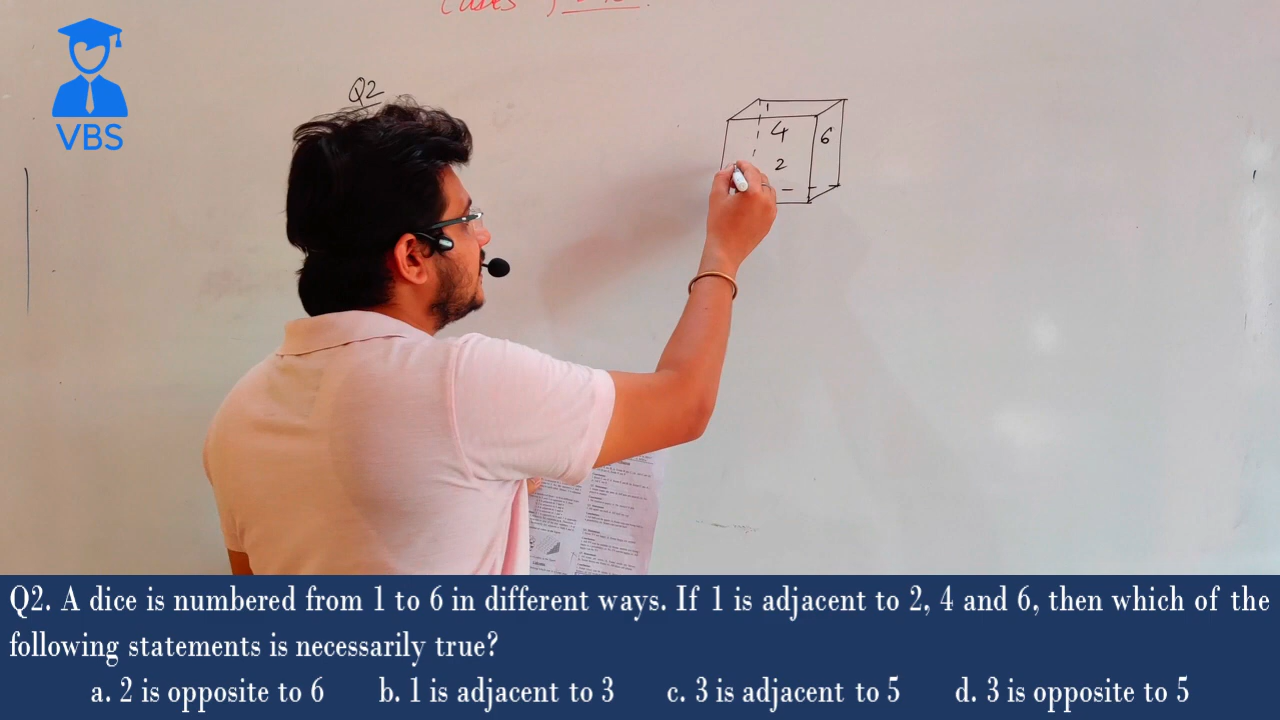 VBS
Q2
4
6
2
Q2. A dice is numbered from 1 to 6 in different ways. If 1 is adjacent to 2, 4 and 6, then which of the
following statements is necessarily true?
a. 2 is opposite to 6 b. 1 is adjacent to 3 c. 3 is adjacent to 5 d. 3 is opposite to 5